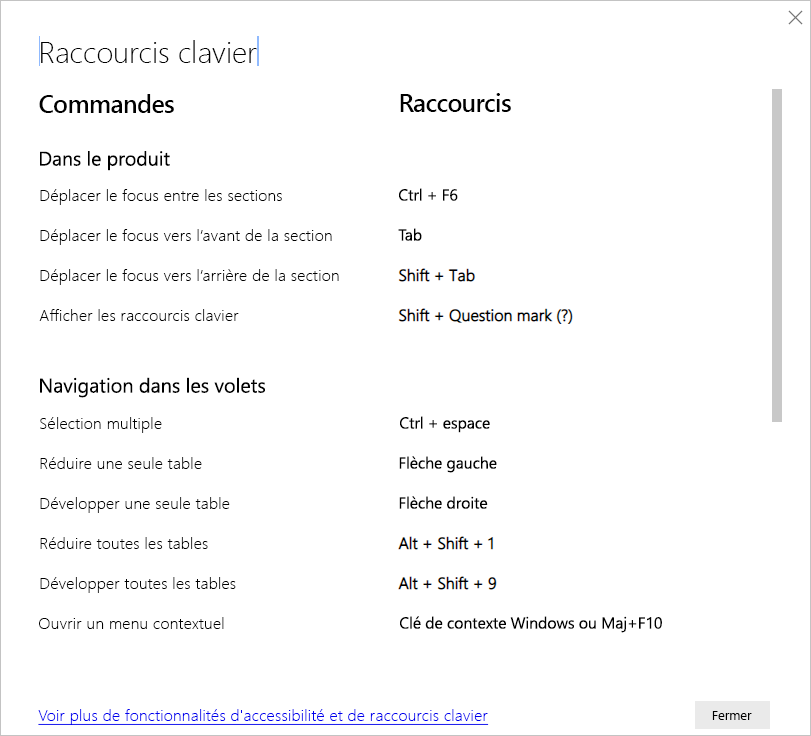 Raccourcis clavier
Commandes Raccourcis
Dans le produit
Déplacer le focus entre les sections Ctrl + F6
Déplacer le focus vers l’avant de la section Tab
Déplacer le focus vers l’arrière de la section Shift + Tab
Afficher les raccourcis clavier Shift + Question mark (?)
Navigation dans les volets
Sélection multiple Ctrl + espace
Réduire une seule table Flèche gauche
Développer une seule table Flèche droite
Réduire toutes les tables Alt + Shift + 1
Développer toutes les tables Alt + Shift + 9
Ouvrir un menu contextuel Clé de contexte Windows ou Maj+F10
Voir plus de fonctionnalités d'accessibilité et de raccourcis clavier Fermer